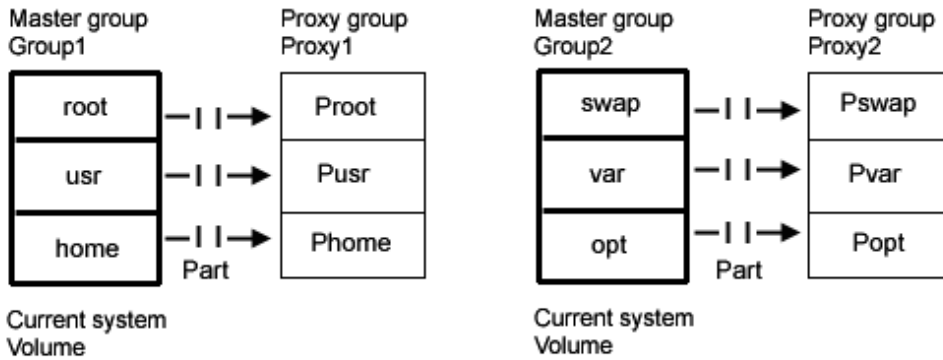 Master group
Group1
Proxy group
Proxy1
root
Proot
usr
Pusr
home
Phome
Part
Current system
Volume
Master group
Group2
Proxy group
Proxy2
swap
Pswap
var
Pvar
opt
Popt
Part
Current system
Volume